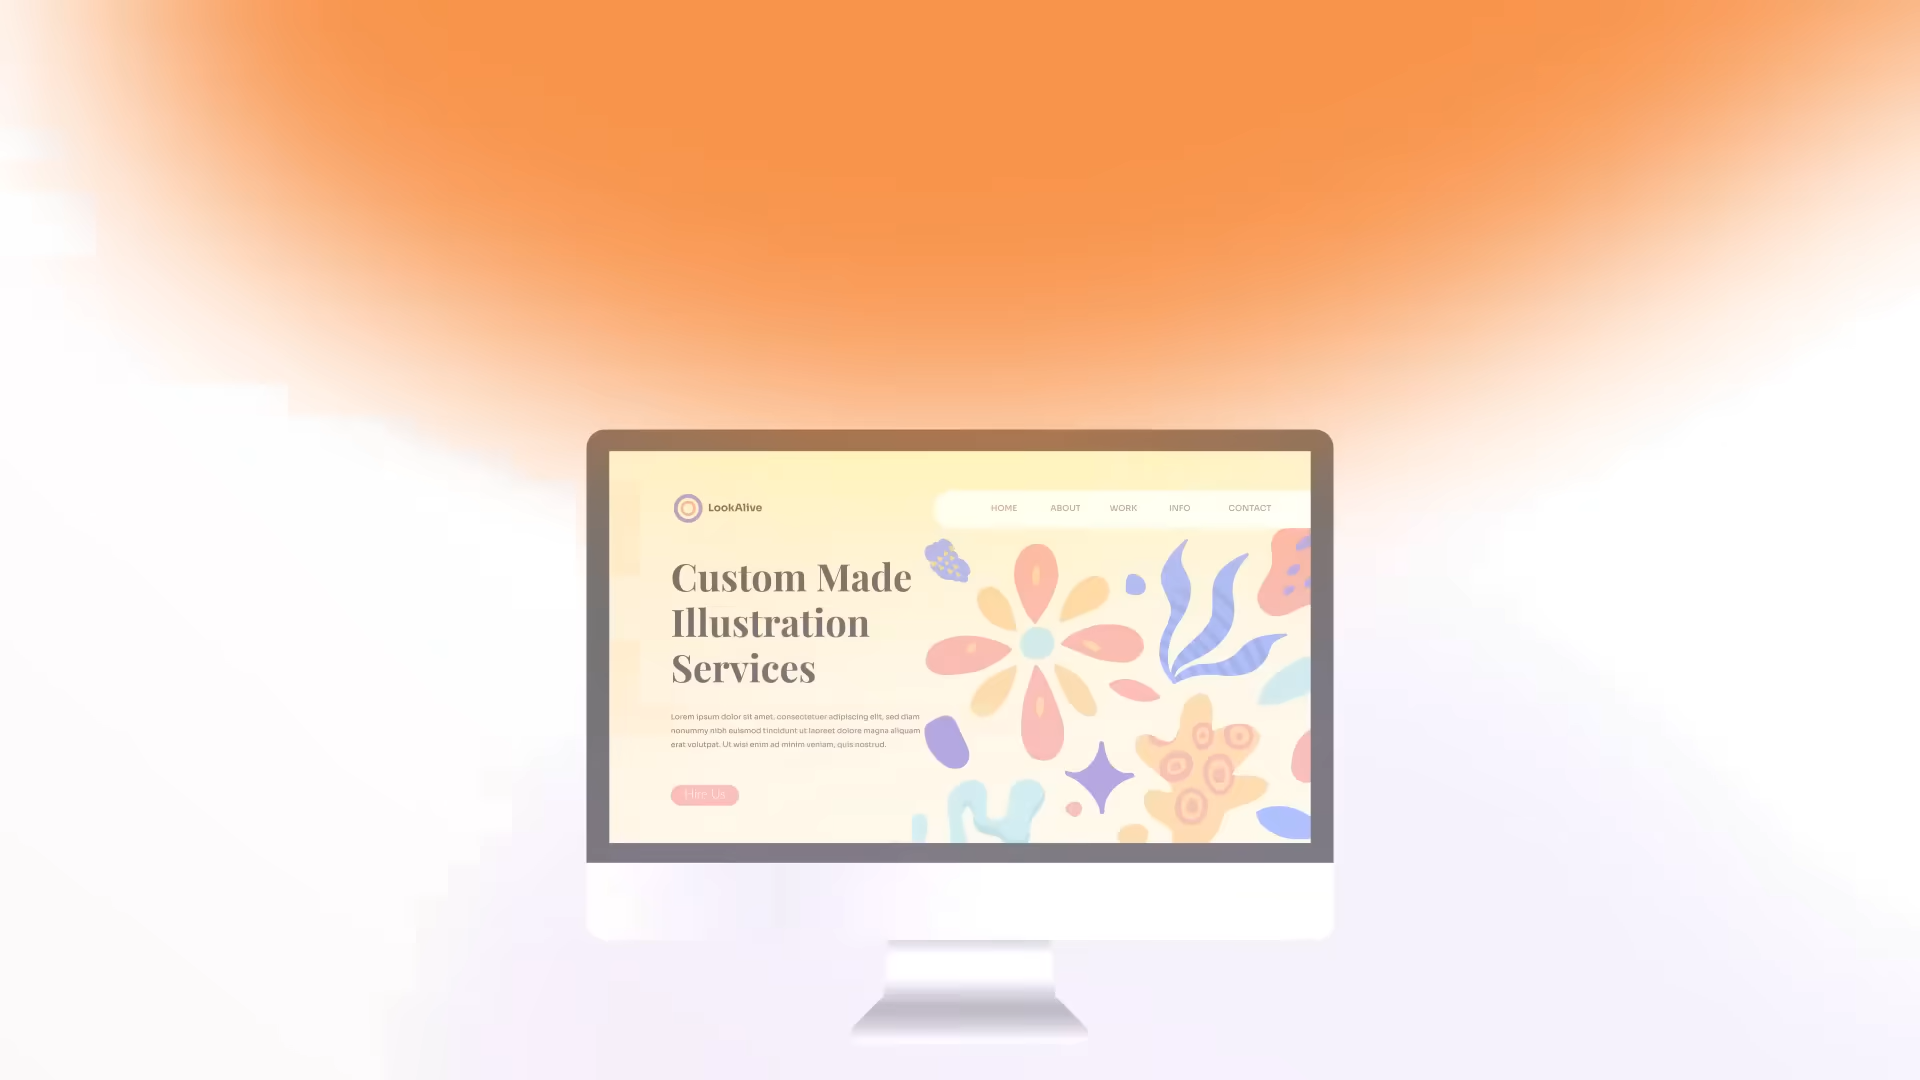 LookAlive
HOME ABOUT WORK INFO CONTACT
Custom Made
Illustration
Services
Lorem ipsum dolor sit amet, consectetuer adipiscing elit, sed diam
nonummy nibh euismod tincidunt ut laoreet dolore magna aliquam
erat volutpat. Ut wisi enim ad minim veniam, quis nostrud.
Hire Us